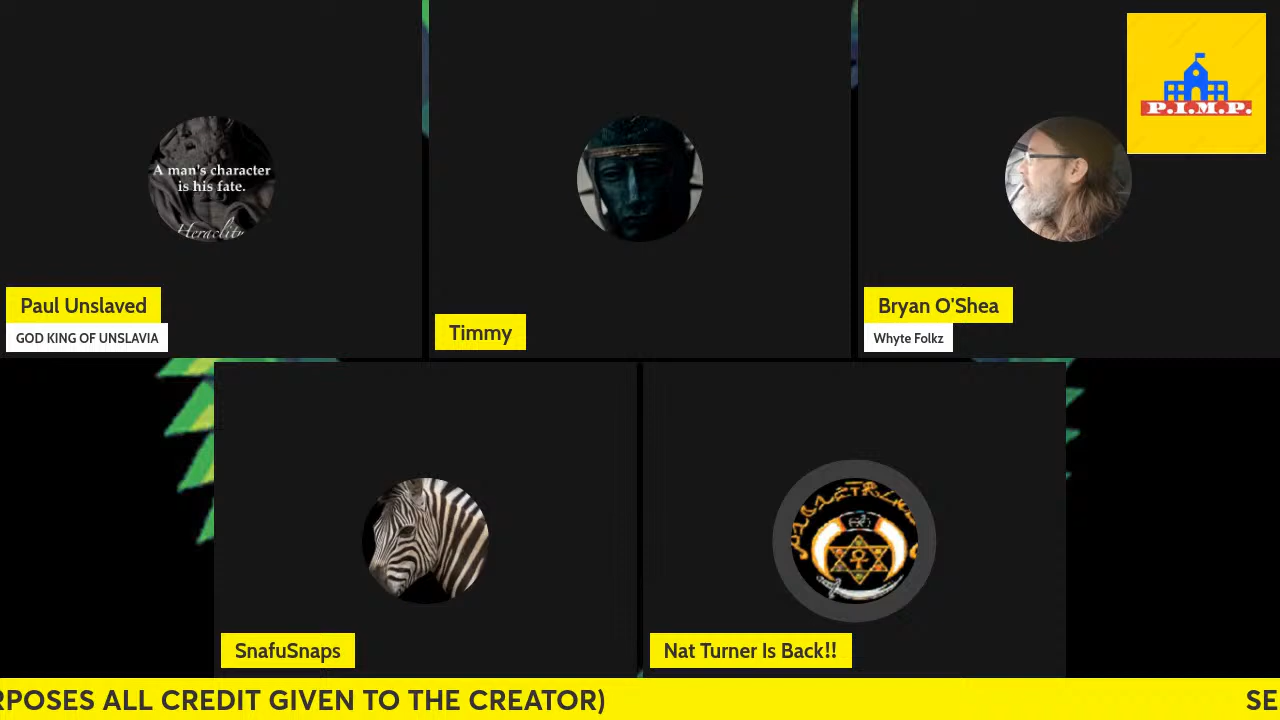 P.I.M.P.
A man's character
is his fate.
Paul Unslaved
GOD KING OF UNSLAVIA
Timmy
Bryan O'Shea
Whyte Folkz
SnafuSnaps
Nat Turner Is Back!!
RPOSES ALL CREDIT GIVEN TO THE CREATOR)
SE